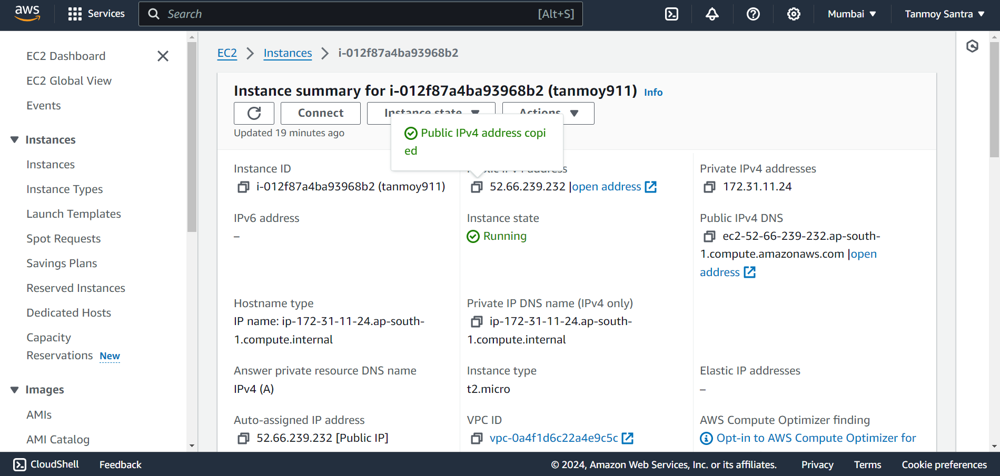 aws
Services
Search
[Alt+S]
Mumbai
Tanmoy Santra
EC2 Dashboard
EC2 Global View
Events
Instances
Instances
Instance Types
Launch Templates
Spot Requests
Savings Plans
Reserved Instances
Dedicated Hosts
Capacity
Reservations New
Images
AMIs
AMI Catalog
EC2
Instances
i-012f87a4ba93968b2
Instance summary for i-012f87a4ba93968b2 (tanmoy911) Info
Connect
Instance state
Actions
Updated 19 minutes ago
Public IPv4 address copi
ed
Instance ID
i-012f87a4ba93968b2 (tanmoy911)
Public IPv4 address
52.66.239.232 |open address
Private IPv4 addresses
172.31.11.24
IPv6 address
–
Instance state
Running
Public IPv4 DNS
ec2-52-66-239-232.ap-south-
1.compute.amazonaws.com |open
address
Hostname type
IP name: ip-172-31-11-24.ap-south-
1.compute.internal
Private IP DNS name (IPv4 only)
ip-172-31-11-24.ap-south-
1.compute.internal
Answer private resource DNS name
IPv4 (A)
Instance type
t2.micro
Elastic IP addresses
–
Auto-assigned IP address
52.66.239.232 [Public IP]
VPC ID
vpc-0a4f1d6c22a4e9c5c
AWS Compute Optimizer finding
Opt-in to AWS Compute Optimizer for
CloudShell
Feedback
© 2024, Amazon Web Services, Inc. or its affiliates.
Privacy
Terms
Cookie preferences